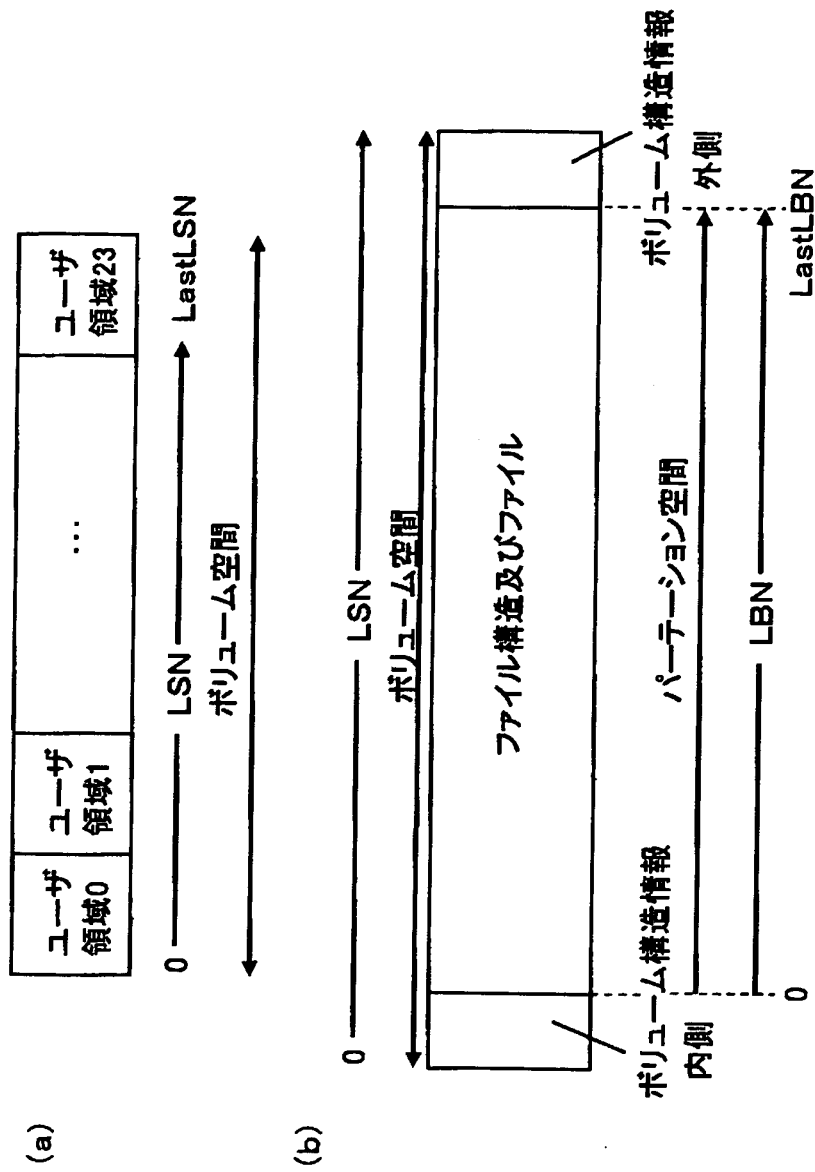 (a)
ユーザ
領域0
ユーザ
領域1
…
ユーザ
領域23
0
LSN
LastLSN
ボリューム空間
(b)
0
LSN
ボリューム空間
ファイル構造及びファイル
ボリューム構造情報
内側
ボリューム構造情報
外側
パーテーション空間
0
LBN
LastLBN